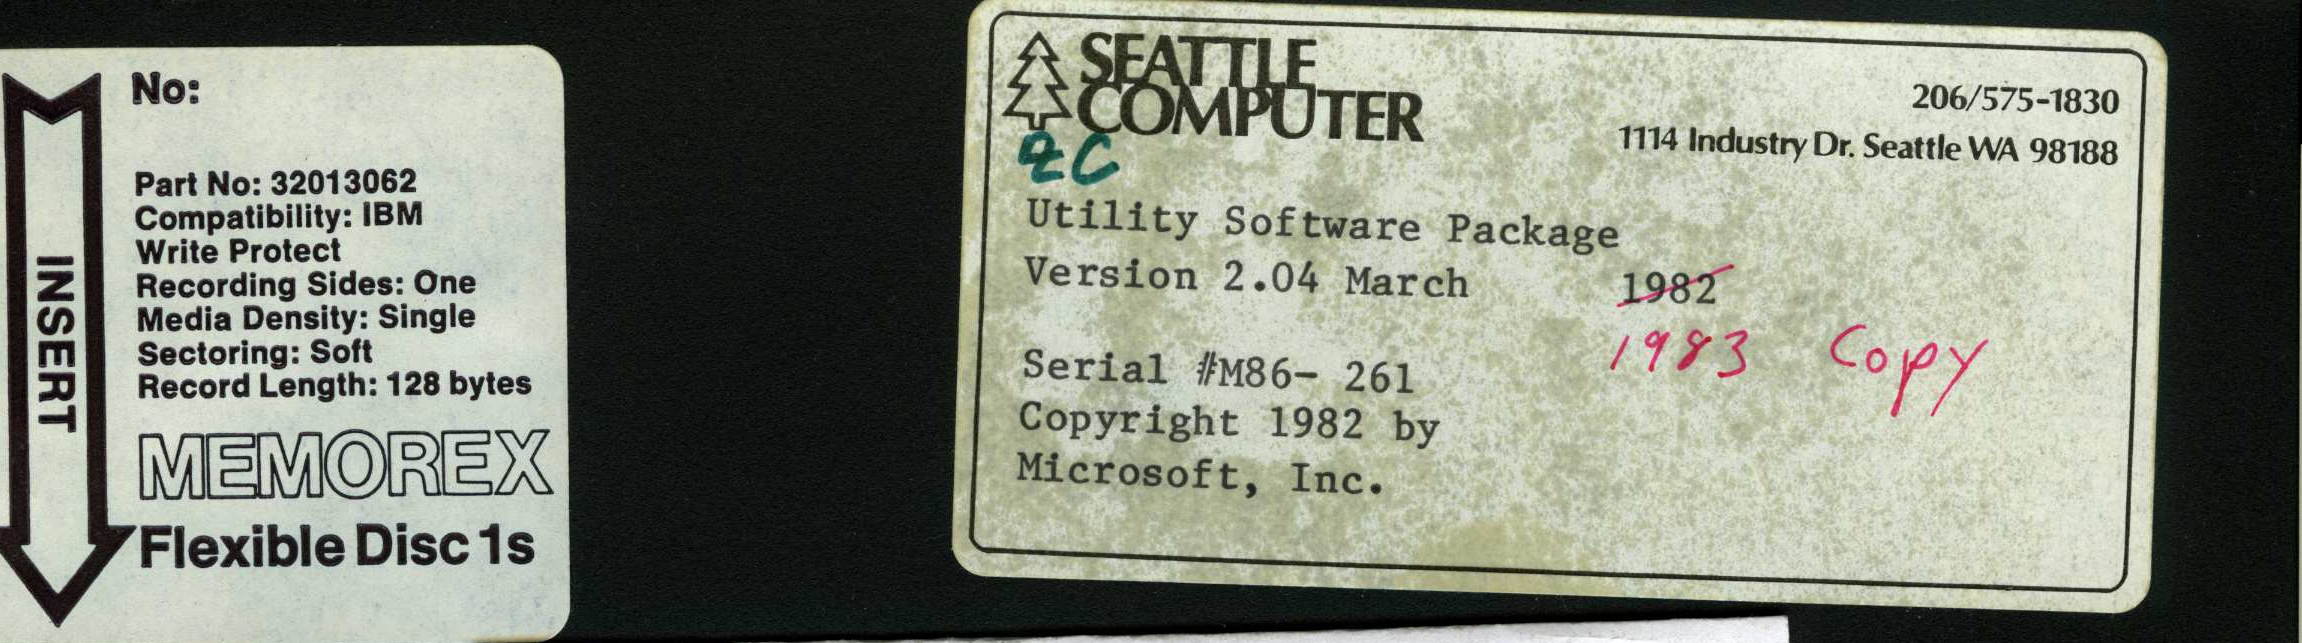 No:
Part No: 32013062
Compatibility: IBM
Write Protect
Recording Sides: One
Media Density: Single
Sectoring: Soft
Record Length: 128 bytes
MEMOREX
Flexible Disc 1s
INSERT
SEATTLE
COMPUTER
206/575-1830
1114 Industry Dr. Seattle WA 98188
QC
Utility Software Package
Version 2.04 March 1982
1983 Copy
Serial #M86- 261
Copyright 1982 by
Microsoft, Inc.